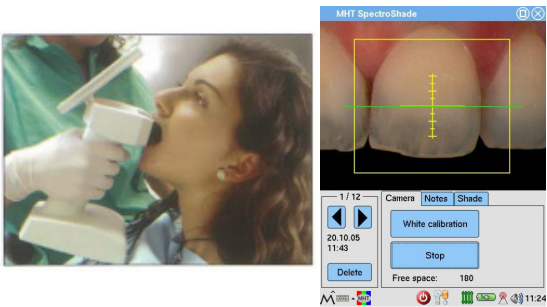 MHT SpectroShade
1 / 12
Camera Notes Shade
20.10.05
11:43
White calibration
Stop
Delete
Free space: 180
MHT
11:24